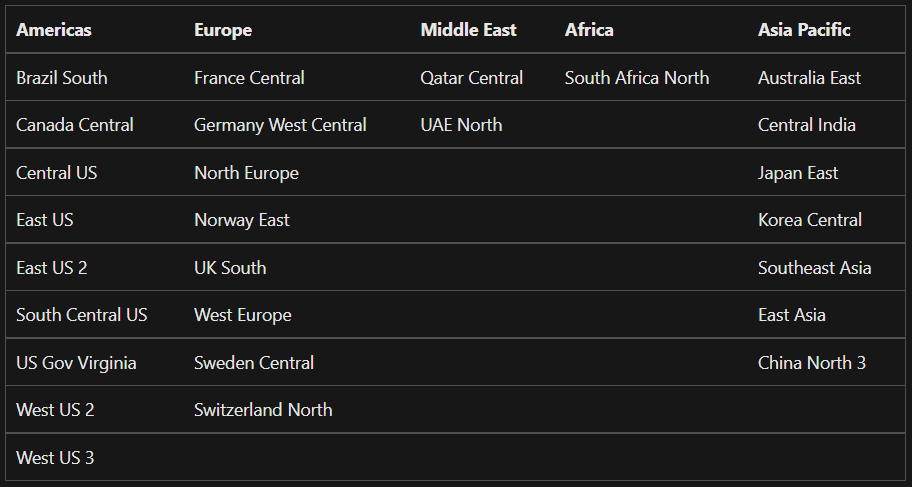 Americas Europe Middle East Africa Asia Pacific
Brazil South France Central Qatar Central South Africa North Australia East
Canada Central Germany West Central UAE North Central India
Central US North Europe Japan East
East US Norway East Korea Central
East US 2 UK South Southeast Asia
South Central US West Europe East Asia
US Gov Virginia Sweden Central China North 3
West US 2 Switzerland North
West US 3